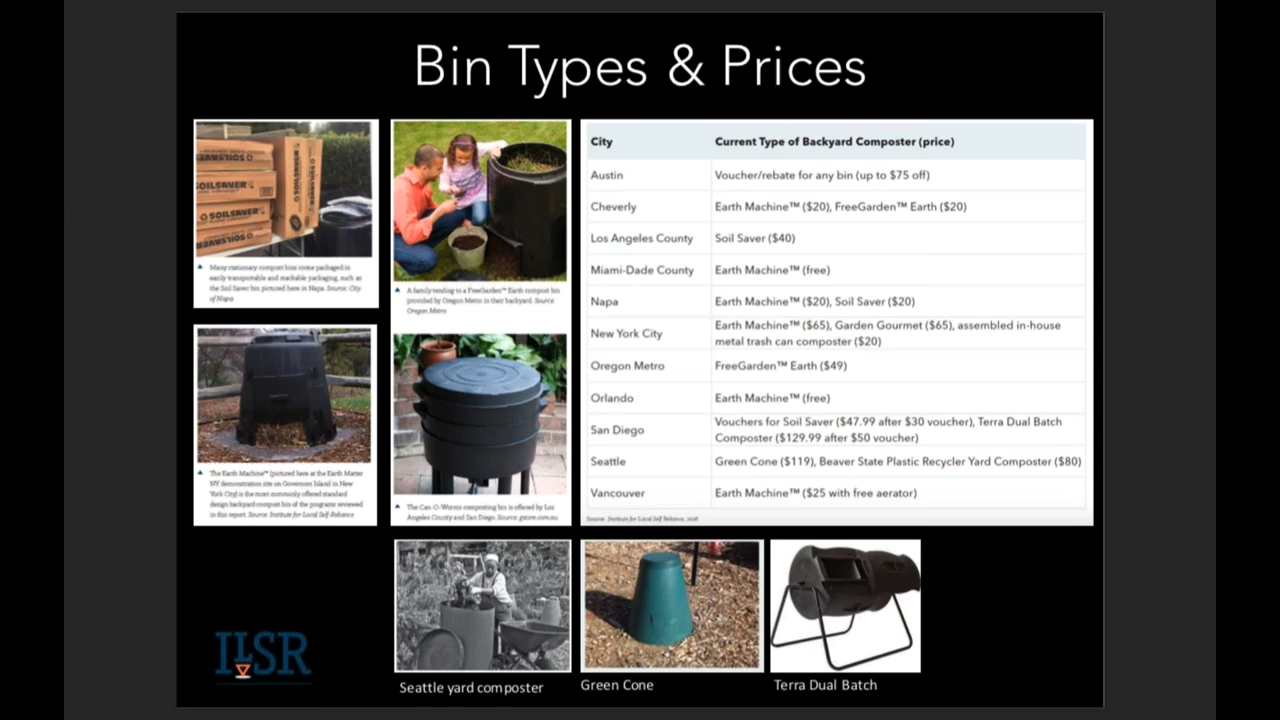 Bin Types & Prices
SOILSAVER
SOILSAVER
SOILSAVER
Many stationary compost bins come packaged in
easily transportable and stackable packaging, such as
the Soil Saver bin pictured here in Napa. Source: City
of Napa
The Earth Machine™ (pictured here at the Earth Matter
NY demonstration site on Governors Island in New
York City) is the most commonly offered standard
design backyard compost bin of the programs reviewed
in this report. Source: Institute for Local Self-Reliance
A family tending to a FreeGarden™ Earth compost bin
provided by Oregon Metro in their backyard. Source
Oregon Metro
The Can-O-Worms composting bin is offered by Los
Angeles County and San Diego. Source: gstore.com.au
City Current Type of Backyard Composter (price)
Austin Voucher/rebate for any bin (up to $75 off)
Cheverly Earth Machine™ ($20), FreeGarden™ Earth ($20)
Los Angeles County Soil Saver ($40)
Miami-Dade County Earth Machine™ (free)
Napa Earth Machine™ ($20), Soil Saver ($20)
New York City Earth Machine™ ($65), Garden Gourmet ($65), assembled in-house
metal trash can composter ($20)
Oregon Metro FreeGarden™ Earth ($49)
Orlando Earth Machine™ (free)
San Diego Vouchers for Soil Saver ($47.99 after $30 voucher), Terra Dual Batch
Composter ($129.99 after $50 voucher)
Seattle Green Cone ($119), Beaver State Plastic Recycler Yard Composter ($80)
Vancouver Earth Machine™ ($25 with free aerator)
Source: Institute for Local Self-Reliance, 2018
ILSR
Seattle yard composter
Green Cone
Terra Dual Batch